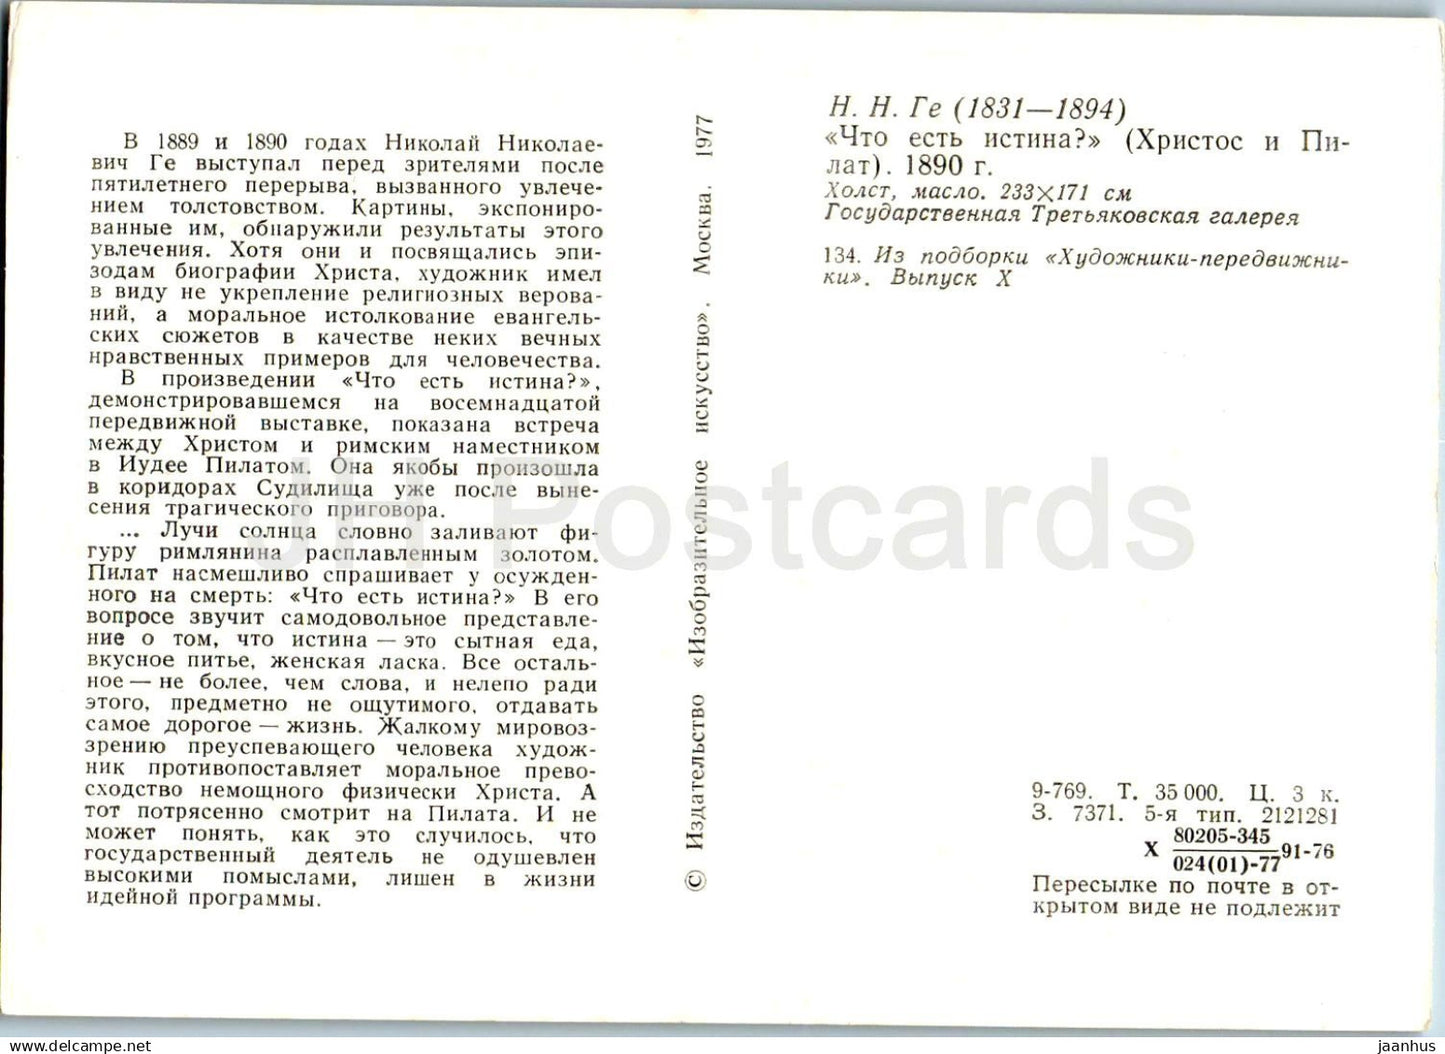 В 1889 и 1890 годах Николай Николае-
вич Ге выступал перед зрителями после
пятилетнего перерыва, вызванного увлече-
нием толстовством. Картины, экспониро-
ванные им, обнаружили результаты этого
увлечения. Хотя они и посвящались эпи-
зодам биографии Христа, художник имел
в виду не укрепление религиозных верова-
ний, а моральное истолкование евангель-
ских сюжетов в качестве неких вечных
нравственных примеров для человечества.
В произведении «Что есть истина?»,
демонстрировавшемся на восемнадцатой
передвижной выставке, показана встреча
между Христом и римским наместником
в Иудее Пилатом. Она якобы произошла
в коридорах Судилища уже после выне-
сения трагического приговора.
... Лучи солнца словно заливают фи-
гуру римлянина расплавленным золотом.
Пилат насмешливо спрашивает у осужден-
ного на смерть: «Что есть истина?» В его
вопросе звучит самодовольное представле-
ние о том, что истина — это сытная еда,
вкусное питье, женская ласка. Все осталь-
ное — не более, чем слова, и нелепо ради
этого, предметно не ощутимого, отдавать
самое дорогое — жизнь. Жалкому мировоз-
зрению преуспевающего человека худож-
ник противопоставляет моральное прево-
сходство немощного физически Христа. А
тот потрясенно смотрит на Пилата. И не
может понять, как это случилось, что
государственный деятель не одушевлен
высокими помыслами, лишен в жизни
идейной программы.
© Издательство «Изобразительное искусство». Москва. 1977
Н. Н. Ге (1831—1894)
«Что есть истина?» (Христос и Пи-
лат). 1890 г.
Холст, масло. 233×171 см
Государственная Третьяковская галерея
134. Из подборки «Художники-передвижни-
ки». Выпуск X
9-769. Т. 35 000. Ц. 3 к.
З. 7371. 5-я тип. 2121281
X 80205-345 91-76
024(01)-77
Пересылке по почте в от-
крытом виде не подлежит
JH Postcards
www.delcampe.net
jaanhus